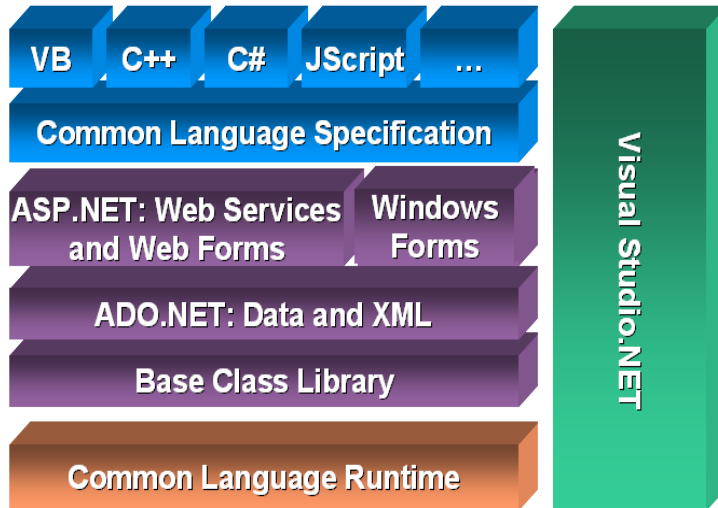 VB
C++
C#
JScript
...
Common Language Specification
ASP.NET: Web Services
and Web Forms
Windows
Forms
ADO.NET: Data and XML
Base Class Library
Common Language Runtime
Visual Studio.NET